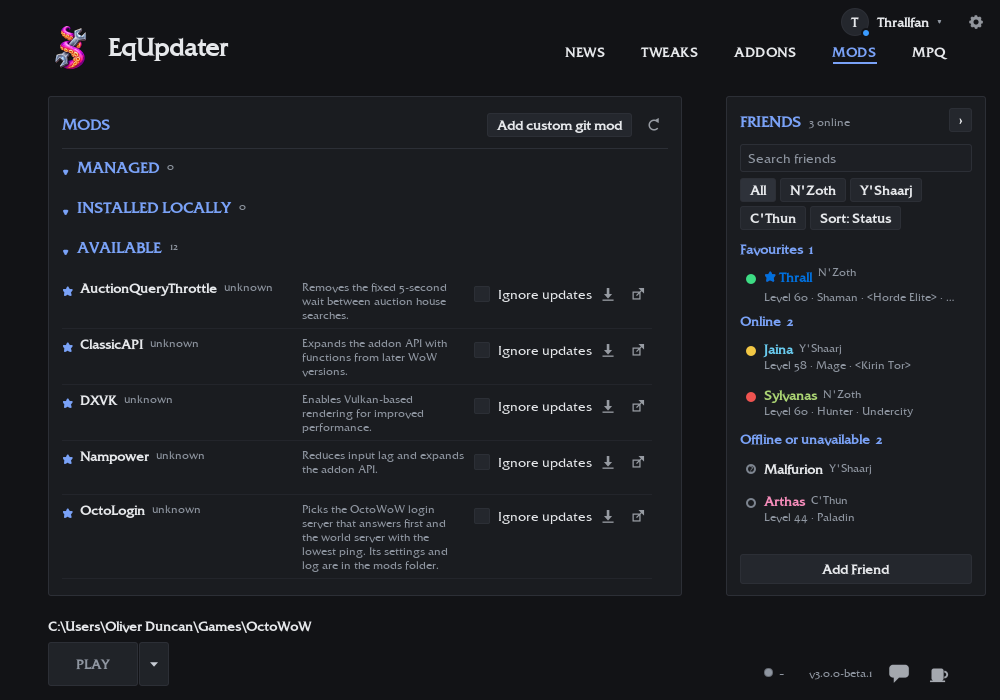 T Thrallfan
EqUpdater
NEWS TWEAKS ADDONS MODS MPQ
MODS
Add custom git mod
MANAGED 0
INSTALLED LOCALLY 0
AVAILABLE 12
AuctionQueryThrottle unknown
Removes the fixed 5-second
wait between auction house
searches.
Ignore updates
ClassicAPI unknown
Expands the addon API with
functions from later WoW
versions.
Ignore updates
DXVK unknown
Enables Vulkan-based
rendering for improved
performance.
Ignore updates
Nampower unknown
Reduces input lag and expands
the addon API.
Ignore updates
OctoLogin unknown
Picks the OctoWoW login
server that answers first and
the world server with the
lowest ping. Its settings and
log are in the mods folder.
Ignore updates
FRIENDS 3 online
Search friends
All N'Zoth Y'Shaarj
C'Thun Sort: Status
Favourites 1
Thrall N'Zoth
Level 60 · Shaman · <Horde Elite> · ...
Online 2
Jaina Y'Shaarj
Level 58 · Mage · <Kirin Tor>
Sylvanas N'Zoth
Level 60 · Hunter · Undercity
Offline or unavailable 2
Malfurion Y'Shaarj
Arthas C'Thun
Level 44 · Paladin
Add Friend
C:\Users\Oliver Duncan\Games\OctoWoW
PLAY
- v3.0.0-beta.1